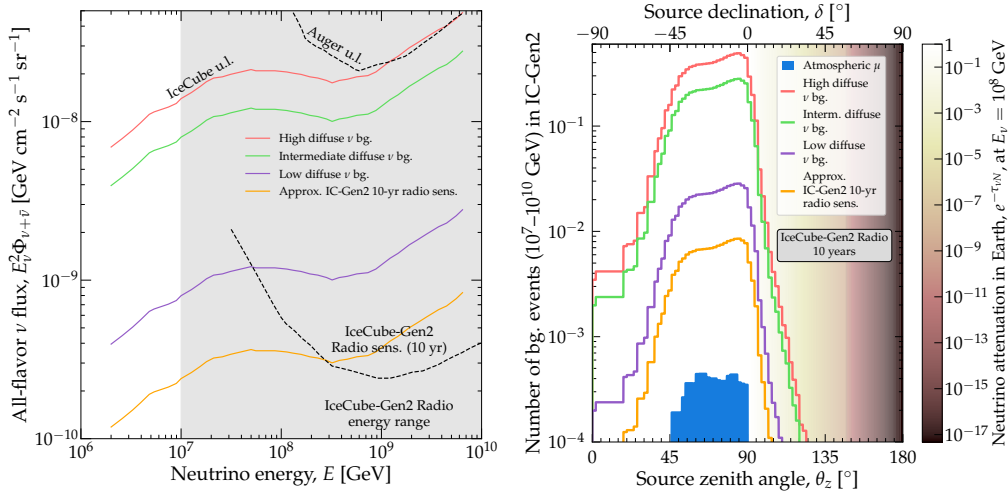 All-flavor ν flux, E²_νΦ_{ν+ν̄} [GeV cm⁻² s⁻¹ sr⁻¹]
10⁻⁸
10⁻⁹
10⁻¹⁰
IceCube u.l.
Auger u.l.
High diffuse ν bg.
Intermediate diffuse ν bg.
Low diffuse ν bg.
Approx. IC-Gen2 10-yr radio sens.
IceCube-Gen2
Radio sens. (10 yr)
IceCube-Gen2 Radio
energy range
10⁶ 10⁷ 10⁸ 10⁹ 10¹⁰
Neutrino energy, E [GeV]
Source declination, δ [°]
−90 −45 0 45 90
Number of bg. events (10⁷–10¹⁰ GeV) in IC-Gen2
10⁻¹
10⁻²
10⁻³
10⁻⁴
Atmospheric μ
High diffuse
ν bg.
Interm. diffuse
ν bg.
Low diffuse
ν bg.
Approx.
IC-Gen2 10-yr
radio sens.
IceCube-Gen2 Radio
10 years
0 45 90 135 180
Source zenith angle, θ_z [°]
1
10⁻¹
10⁻³
10⁻⁵
10⁻⁷
10⁻⁹
10⁻¹¹
10⁻¹³
10⁻¹⁵
10⁻¹⁷
Neutrino attenuation in Earth, e^{−τ_{νN}}, at E_ν = 10⁸ GeV